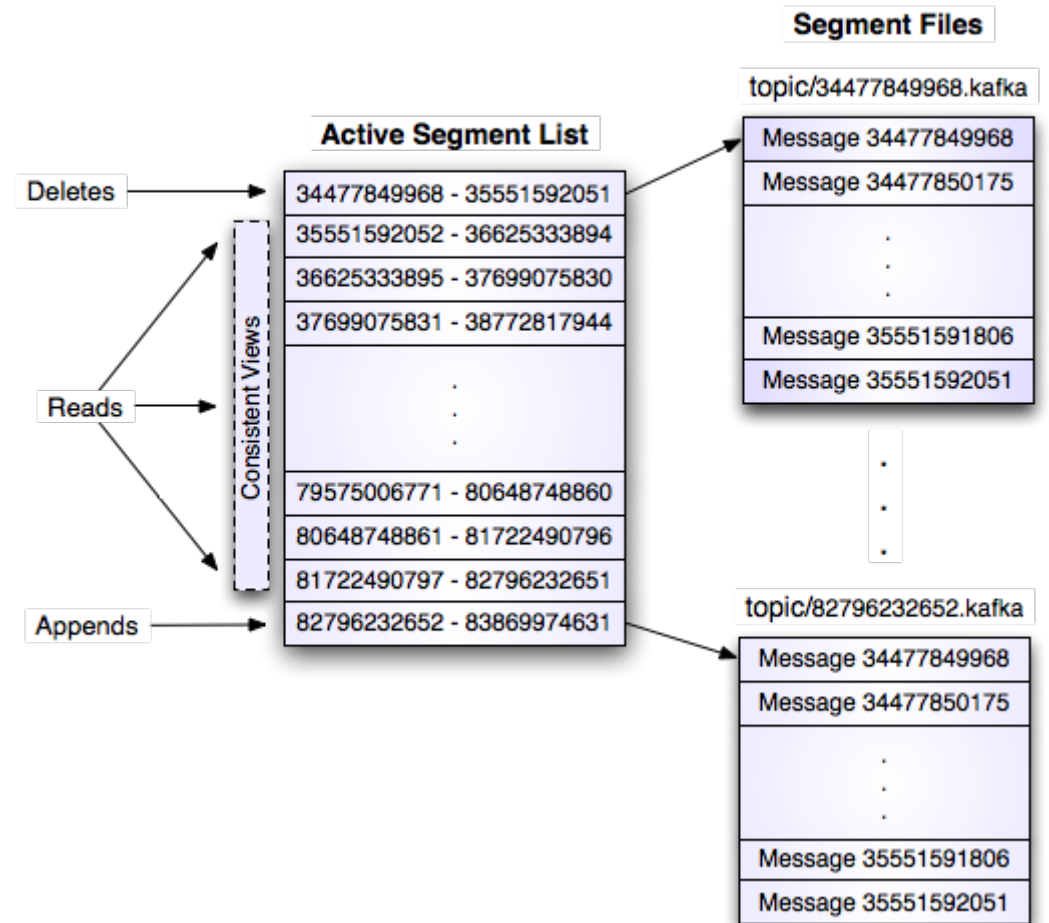 Segment Files
topic/34477849968.kafka
Active Segment List
Message 34477849968
Deletes
34477849968 - 35551592051
Message 34477850175
35551592052 - 36625333894
.
.
.
36625333895 - 37699075830
37699075831 - 38772817944
Message 35551591806
Message 35551592051
Reads
Consistent Views
.
.
.
.
.
.
79575006771 - 80648748860
80648748861 - 81722490796
81722490797 - 82796232651
topic/82796232652.kafka
Appends
82796232652 - 83869974631
Message 34477849968
Message 34477850175
.
.
.
Message 35551591806
Message 35551592051